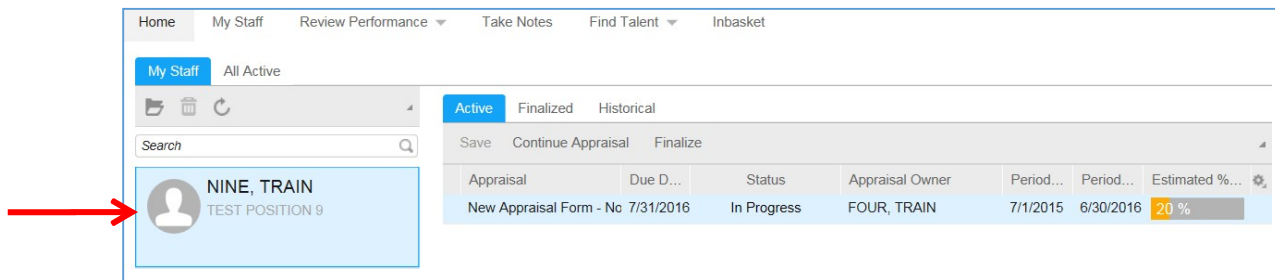 Home My Staff Review Performance Take Notes Find Talent Inbasket
My Staff All Active
Search
NINE, TRAIN
TEST POSITION 9
Active Finalized Historical
Save Continue Appraisal Finalize
Appraisal Due D... Status Appraisal Owner Period... Period... Estimated %...
New Appraisal Form - No 7/31/2016 In Progress FOUR, TRAIN 7/1/2015 6/30/2016 20 %